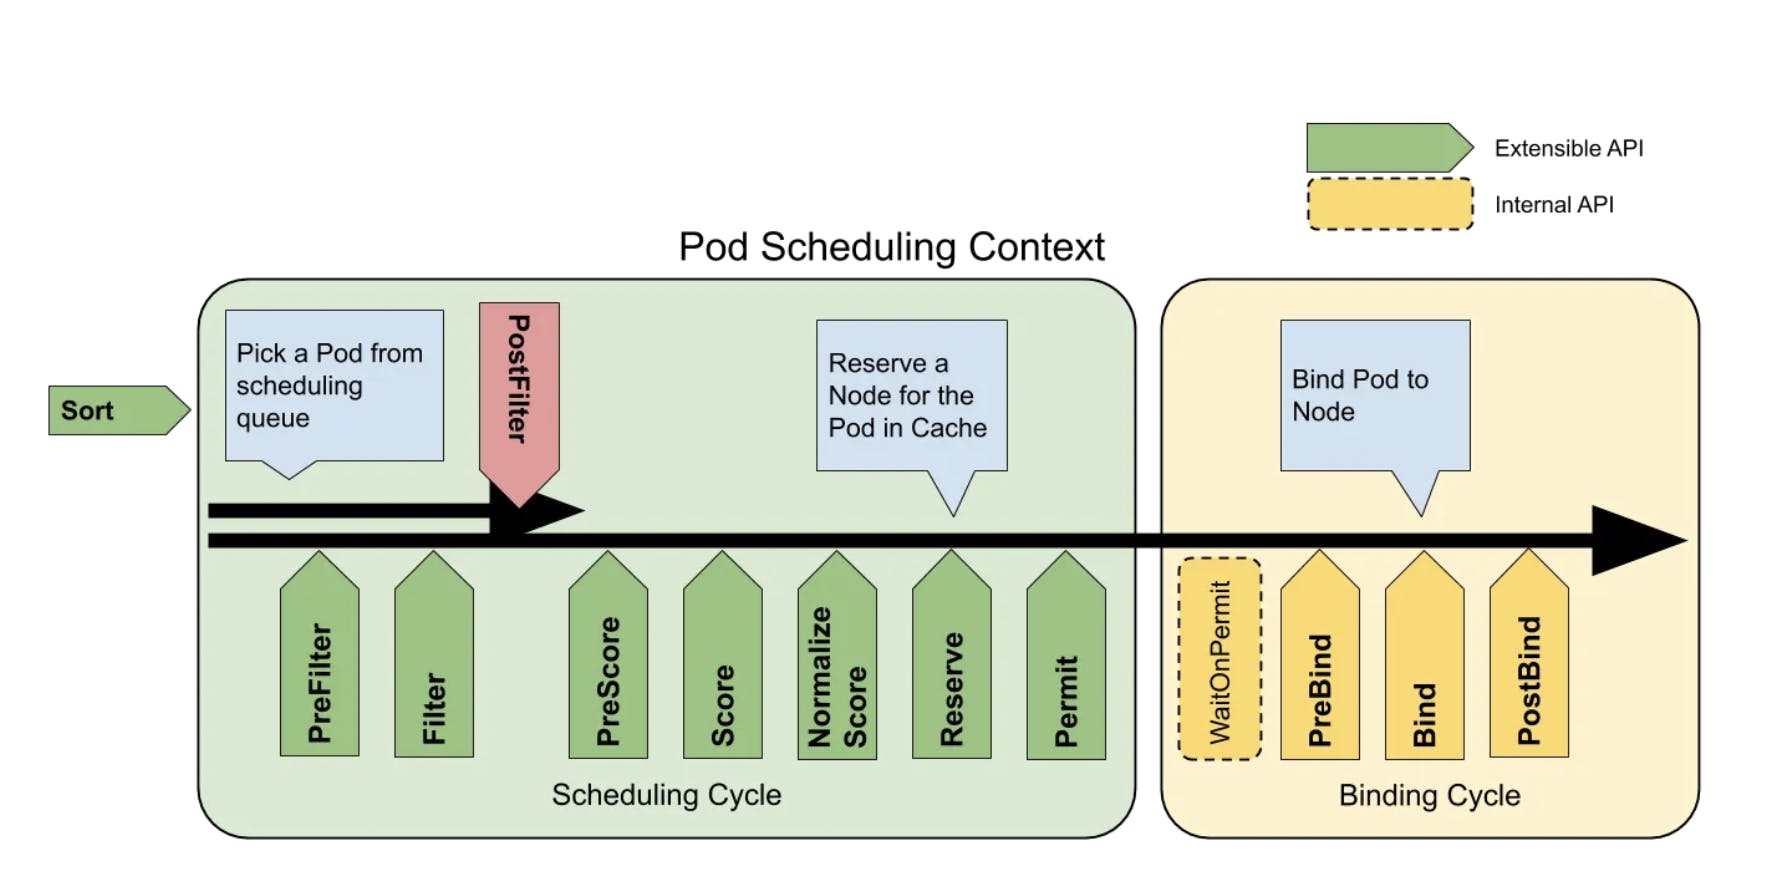 Extensible API
Internal API
Pod Scheduling Context
Sort
Pick a Pod from
scheduling
queue
PostFilter
Reserve a
Node for the
Pod in Cache
Bind Pod to
Node
PreFilter
Filter
PreScore
Score
Normalize
Score
Reserve
Permit
WaitOnPermit
PreBind
Bind
PostBind
Scheduling Cycle
Binding Cycle